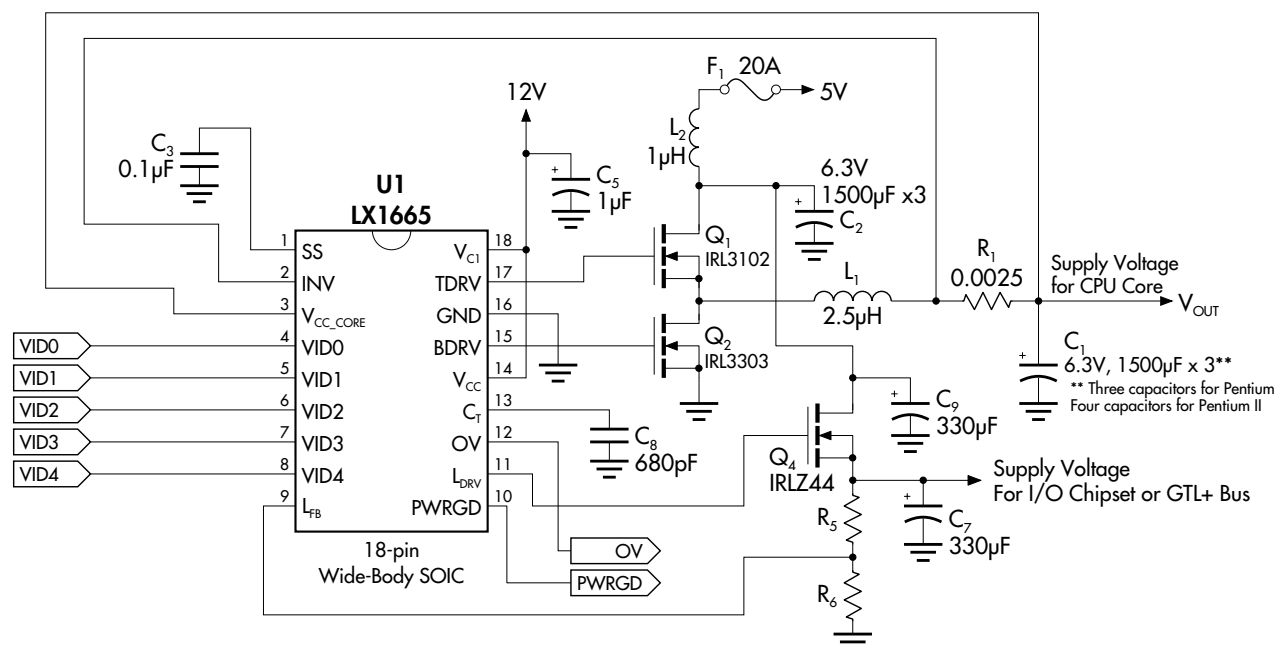 F1 20A
5V
12V
L2
1µH
C3
0.1µF
6.3V
1500µF x3
C2
C5
1µF
U1
LX1665
Q1
IRL3102
1 SS
2 INV
3 VCC_CORE
4 VID0
5 VID1
6 VID2
7 VID3
8 VID4
9 LFB
VC1 18
TDRV 17
GND 16
BDRV 15
VCC 14
CT 13
OV 12
LDRV 11
PWRGD 10
VID0
VID1
VID2
VID3
VID4
18-pin
Wide-Body SOIC
Q2
IRL3303
L1
2.5µH
R1
0.0025
Supply Voltage
for CPU Core
VOUT
C1
6.3V, 1500µF x 3**
** Three capacitors for Pentium
Four capacitors for Pentium II
C8
680pF
C9
330µF
Q4
IRLZ44
Supply Voltage
For I/O Chipset or GTL+ Bus
R5
C7
330µF
R6
OV
PWRGD